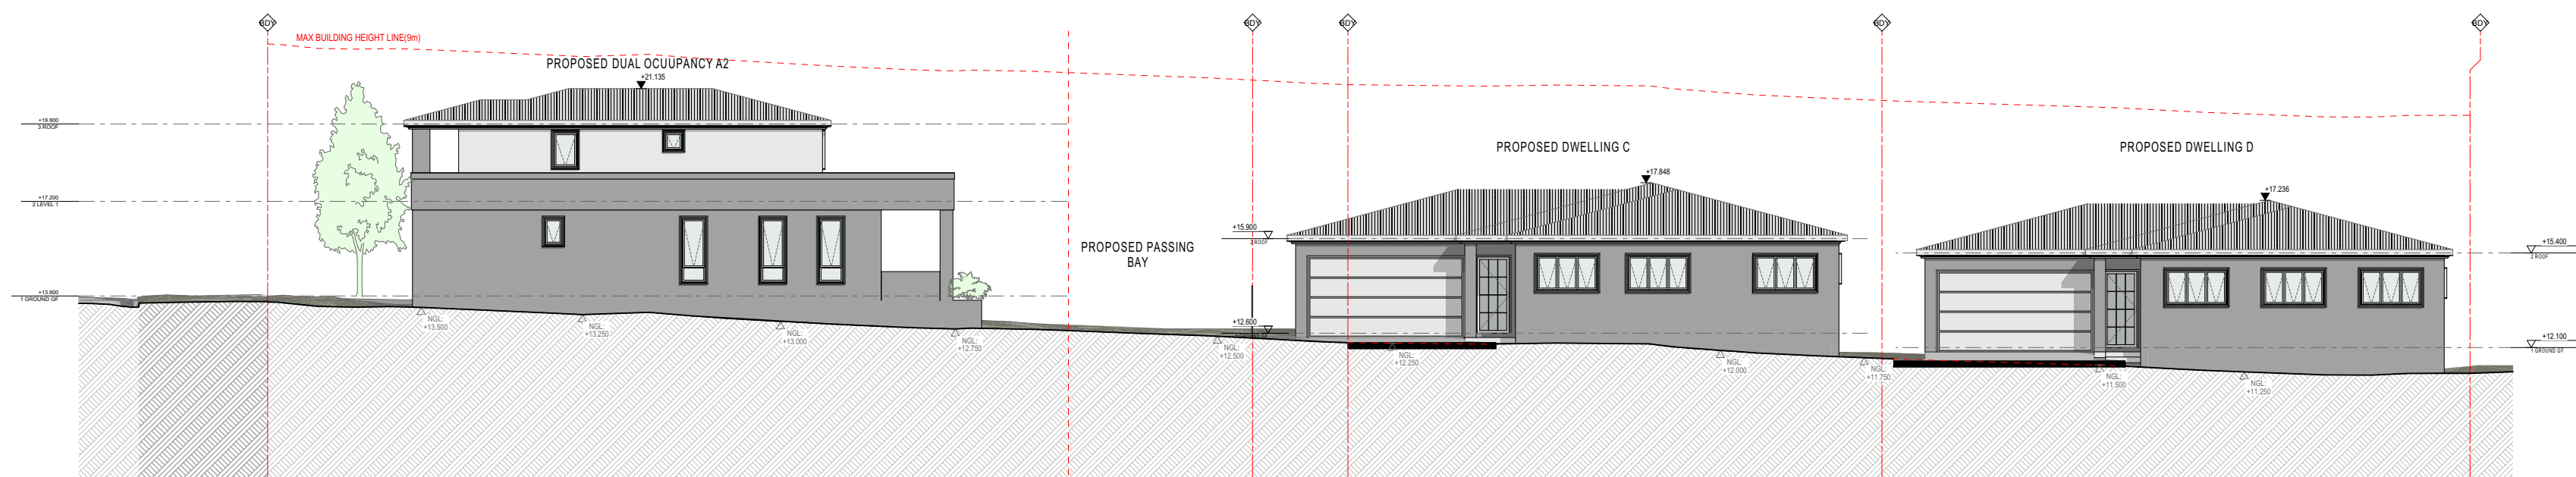 BDY
BDY
BDY
BDY
BDY
MAX BUILDING HEIGHT LINE(9m)
PROPOSED DUAL OCUUPANCY A2
+21.135
+19.900
3 ROOF
PROPOSED DWELLING C
PROPOSED DWELLING D
+17.848
+17.236
+17.200
2 LEVEL 1
+15.900
2 ROOF
PROPOSED PASSING
BAY
+15.400
2 ROOF
+13.900
1 GROUND GF
+12.600
+12.100
1 GROUND GF
NGL:
+13.500
NGL:
+13.250
NGL:
+13.000
NGL:
+12.750
NGL:
+12.500
NGL:
+12.250
NGL:
+12.000
NGL:
+11.750
NGL:
+11.500
NGL:
+11.250